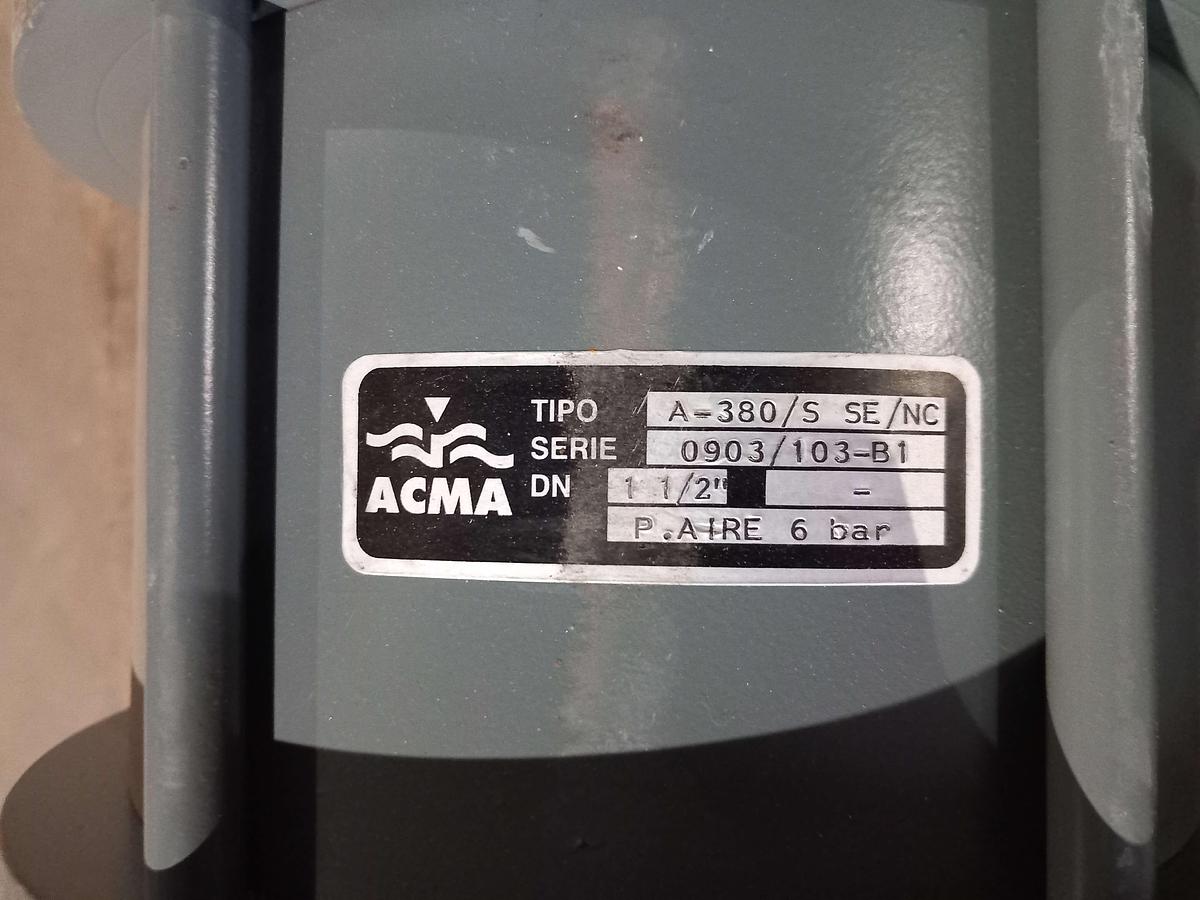 ACMA
TIPO A-380/S SE/NC
SERIE 0903/103-B1
DN 1 1/2" -
P.AIRE 6 bar